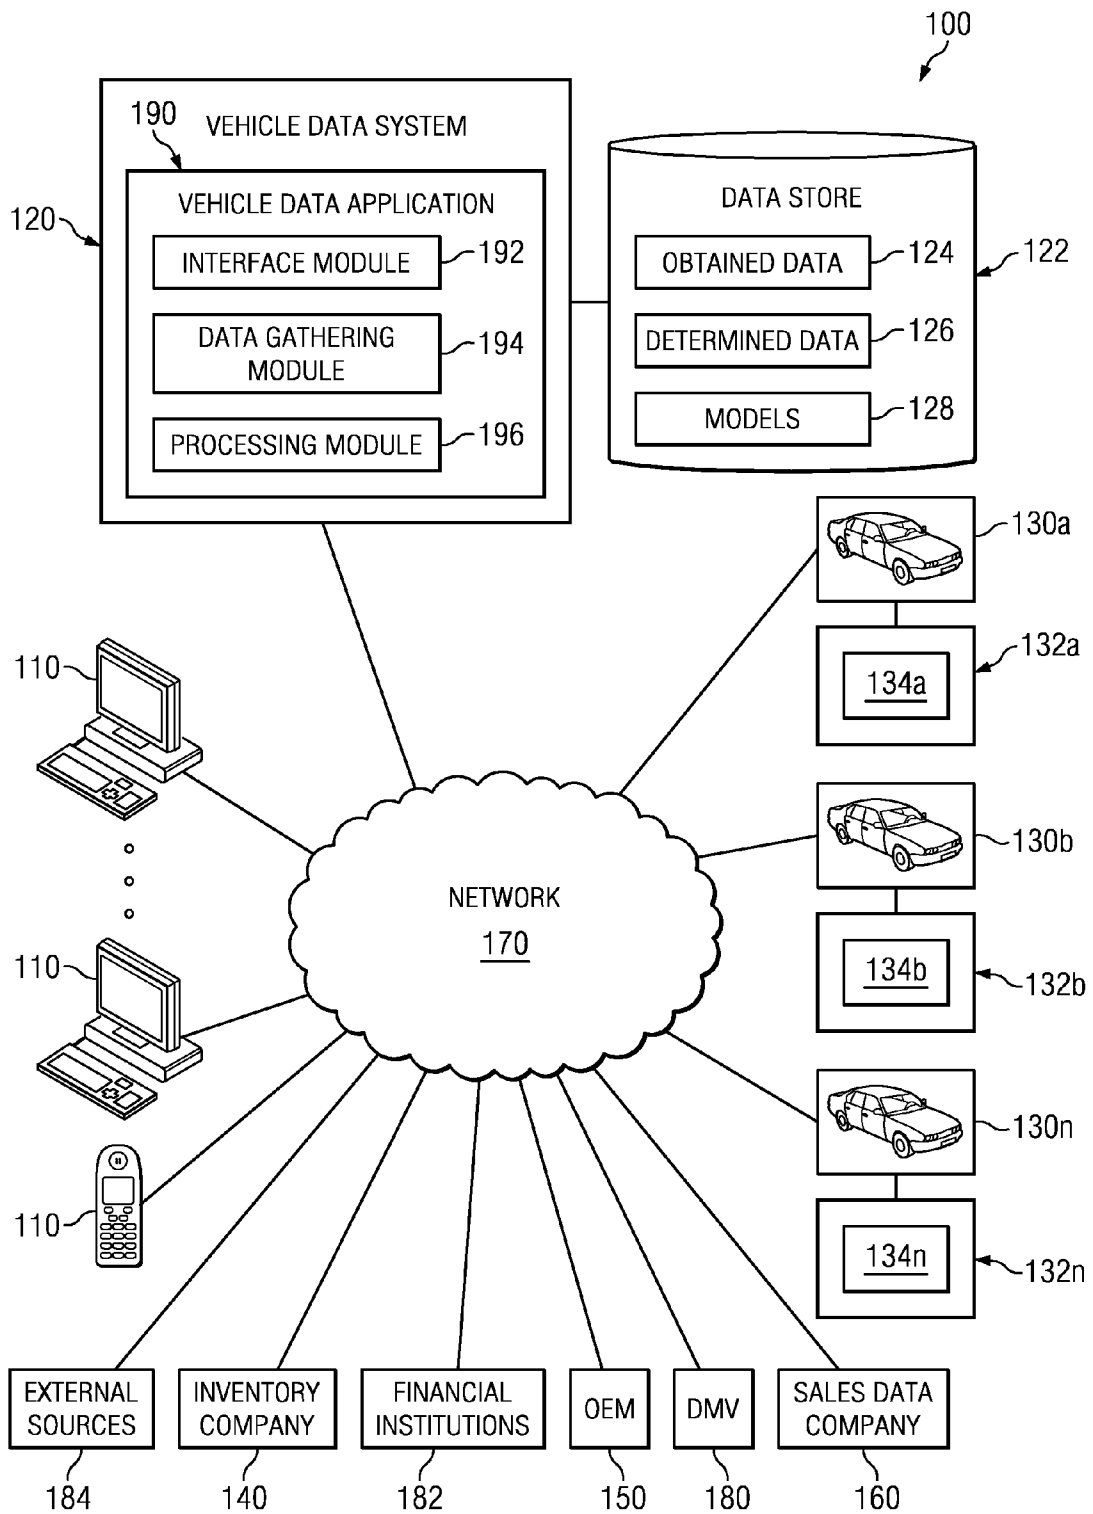 100
190
VEHICLE DATA SYSTEM
VEHICLE DATA APPLICATION
120
INTERFACE MODULE
192
DATA GATHERING
MODULE
194
PROCESSING MODULE
196
DATA STORE
OBTAINED DATA
124
122
DETERMINED DATA
126
MODELS
128
130a
132a
134a
110
130b
NETWORK
170
110
134b
132b
130n
110
134n
132n
EXTERNAL
SOURCES
INVENTORY
COMPANY
FINANCIAL
INSTITUTIONS
OEM
DMV
SALES DATA
COMPANY
184
140
182
150
180
160